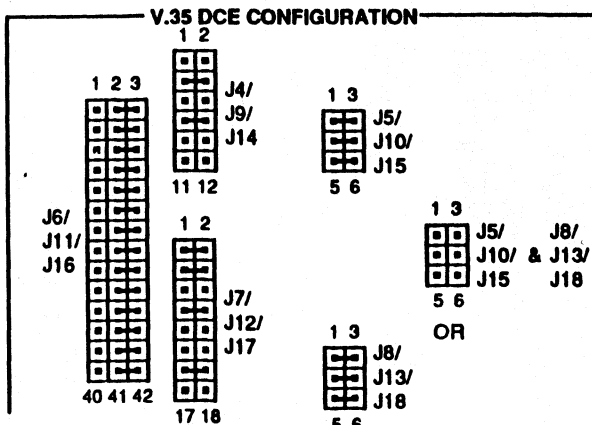 V.35 DCE CONFIGURATION
1 2
J4/
J9/
J14
11 12
1 2 3
J6/
J11/
J16
40 41 42
1 2
J7/
J12/
J17
17 18
1 3
J5/
J10/
J15
5 6
1 3
J5/ J8/
J10/ & J13/
J15 J18
5 6
OR
1 3
J8/
J13/
J18
5 6